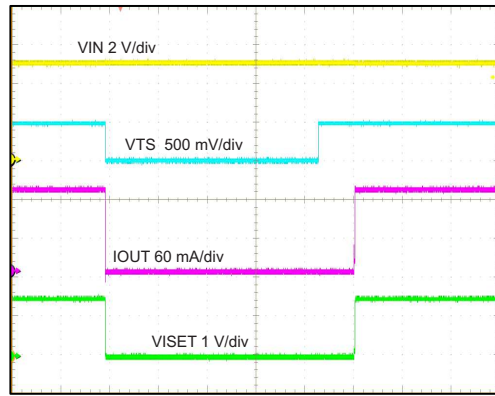 VIN 2 V/div
VTS 500 mV/div
IOUT 60 mA/div
VISET 1 V/div